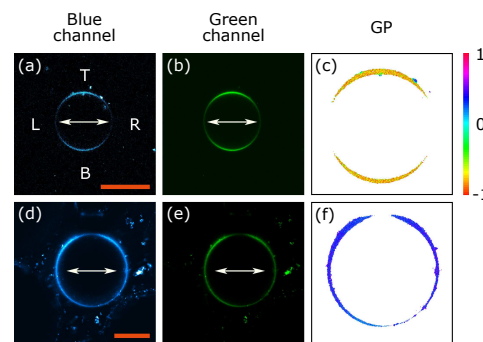 Blue
channel
Green
channel
GP
(a)
T
L
R
B
(b)
(c)
1
0
-1
(d)
(e)
(f)